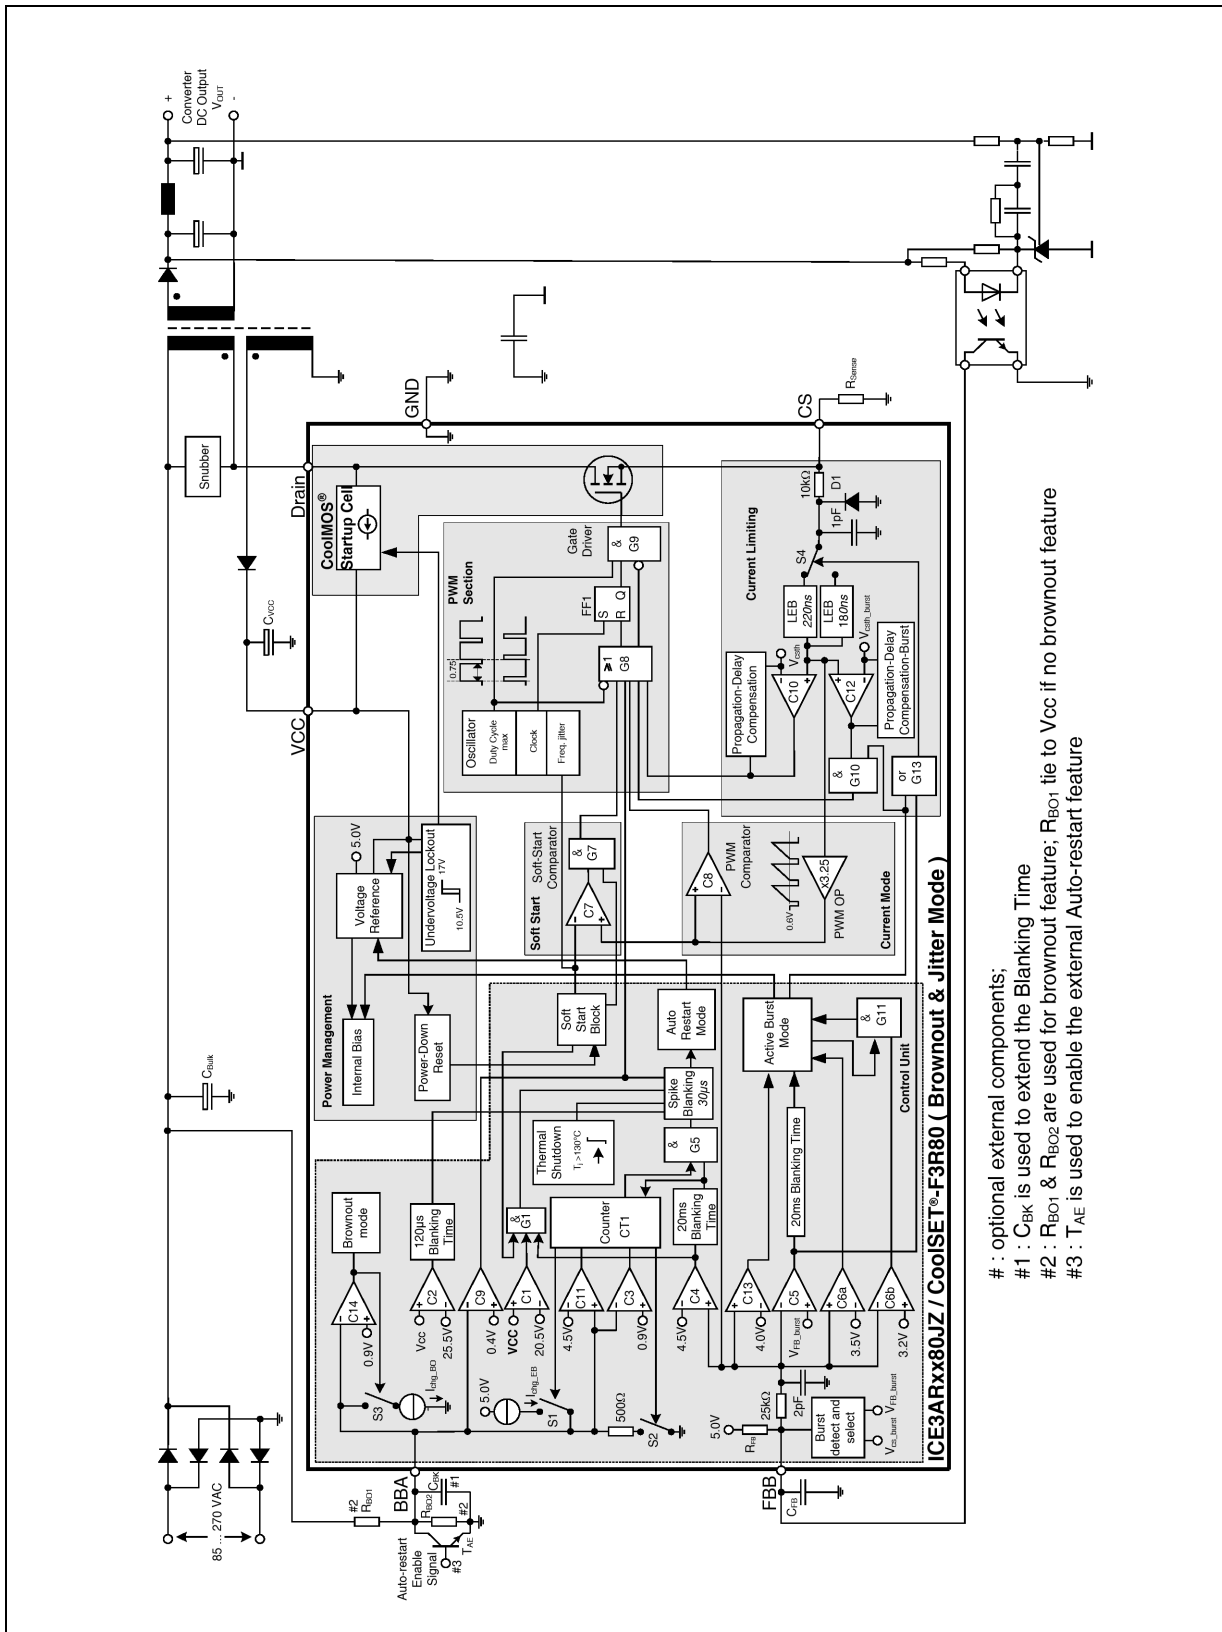 85 ... 270 VAC
C_Bulk
Snubber
+
Converter
DC Output
V_OUT
-
C_VCC
#2
R_BO1
VCC
Drain
GND
Power Management
Internal Bias
Voltage
Reference
5.0V
Power-Down
Reset
Undervoltage Lockout
17V
10.5V
CoolMOS®
Startup Cell
Brownout
mode
C14
0.9V
S3
I_chg_BO
BBA
Auto-restart
Enable
Signal
#3
T_AE
R_BO2
#2
C_BK
#1
120µs
Blanking
Time
C2
Vcc
25.5V
C9
0.4V
&
G1
C1
VCC
20.5V
5.0V
I_chg_EB
S1
C11
4.5V
C3
0.9V
Counter
CT1
500Ω
S2
Thermal
Shutdown
Tj >130°C
&
G5
Spike
Blanking
30µs
Auto
Restart
Mode
20ms
Blanking
Time
C4
4.5V
Soft
Start
Block
Soft Start
Soft-Start
Comparator
C7
&
G7
PWM
Section
0.75
Oscillator
Duty Cycle
max
Clock
Freq. jitter
≥1
G8
FF1
S
R
Q
Gate
Driver
&
G9
C8
PWM
Comparator
0.6V
x3.25
PWM OP
Current Mode
Current Limiting
Propagation-Delay
Compensation
C10
V_csth
LEB
220ns
LEB
180ns
S4
10kΩ
D1
1pF
CS
R_Sense
C12
V_csth_burst
Propagation-Delay
Compensation-Burst
&
G10
or
G13
C13
4.0V
C5
V_FB_burst
20ms Blanking Time
Active Burst
Mode
C6a
3.5V
C6b
3.2V
&
G11
Control Unit
5.0V
R_FB
25kΩ
2pF
Burst
detect and
select
V_FB_burst
V_cs_burst
FBB
C_FB
ICE3ARxx80JZ / CoolSET®-F3R80 ( Brownout & Jitter Mode )
# : optional external components;
#1 : C_BK is used to extend the Blanking Time
#2 : R_BO1 & R_BO2 are used for brownout feature; R_BO1 tie to Vcc if no brownout feature
#3 : T_AE is used to enable the external Auto-restart feature